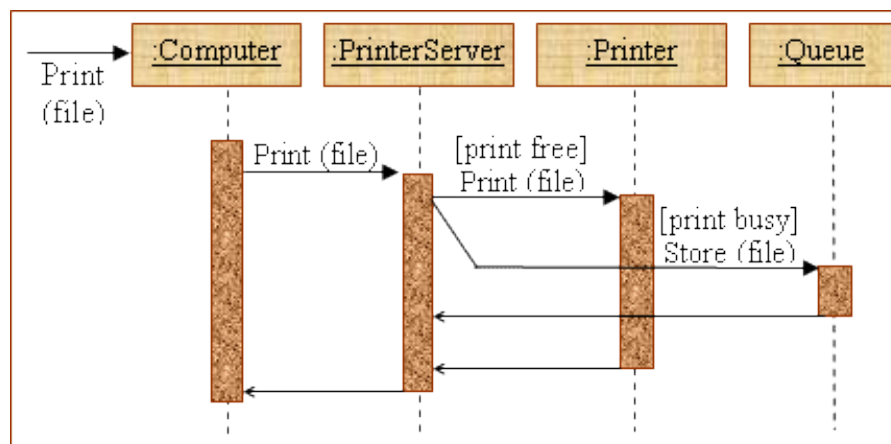 :Computer
:PrinterServer
:Printer
:Queue
Print
(file)
Print (file)
[print free]
Print (file)
[print busy]
Store (file)